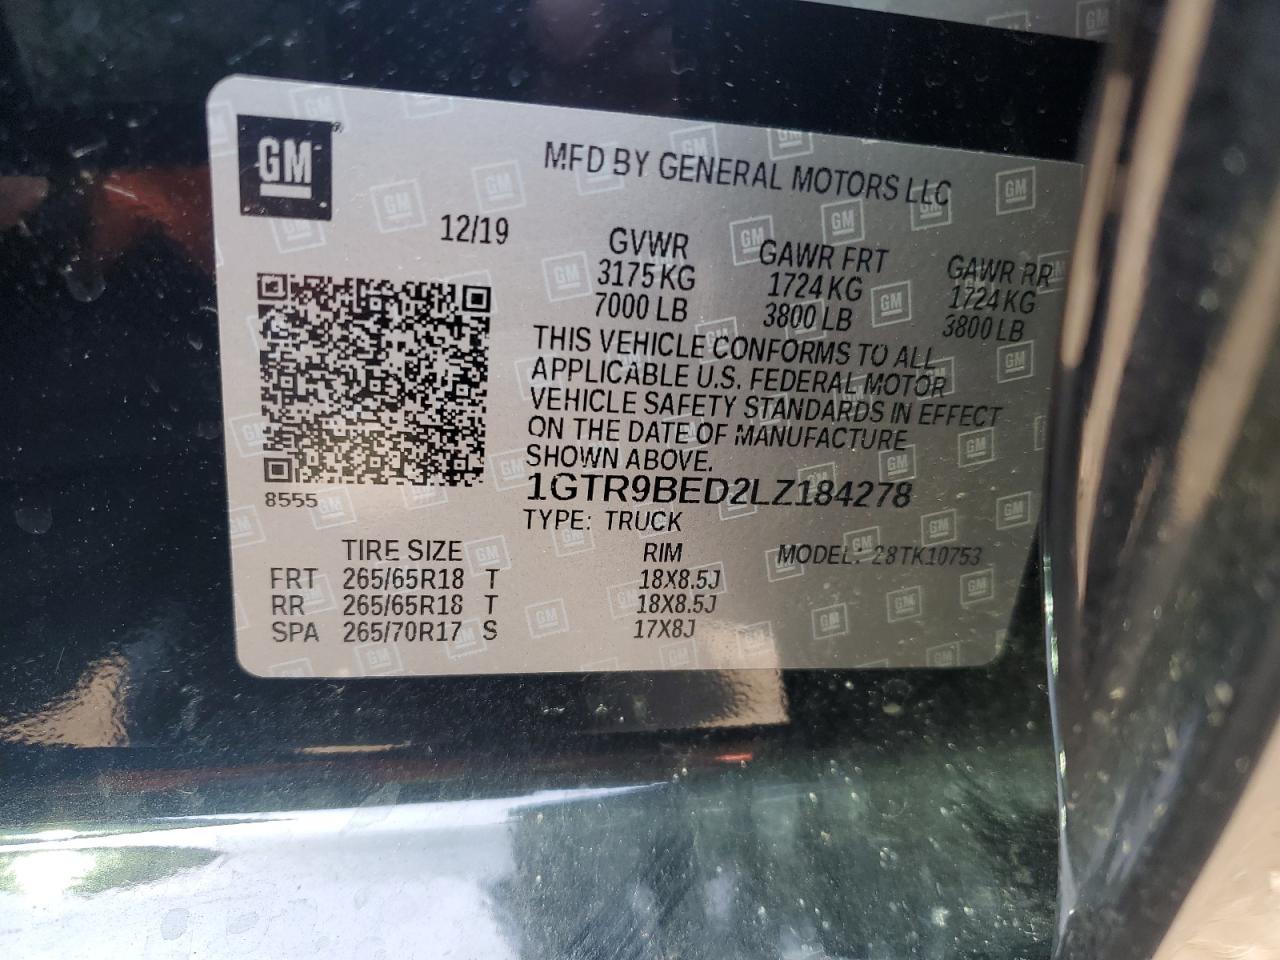 GM
MFD BY GENERAL MOTORS LLC
12/19
GVWR GAWR FRT GAWR RR
3175 KG 1724 KG 1724 KG
7000 LB 3800 LB 3800 LB
THIS VEHICLE CONFORMS TO ALL
APPLICABLE U.S. FEDERAL MOTOR
VEHICLE SAFETY STANDARDS IN EFFECT
ON THE DATE OF MANUFACTURE
SHOWN ABOVE.
8555
1GTR9BED2LZ184278
TYPE: TRUCK
TIRE SIZE RIM MODEL: 28TK10753
FRT 265/65R18 T 18X8.5J
RR 265/65R18 T 18X8.5J
SPA 265/70R17 S 17X8J